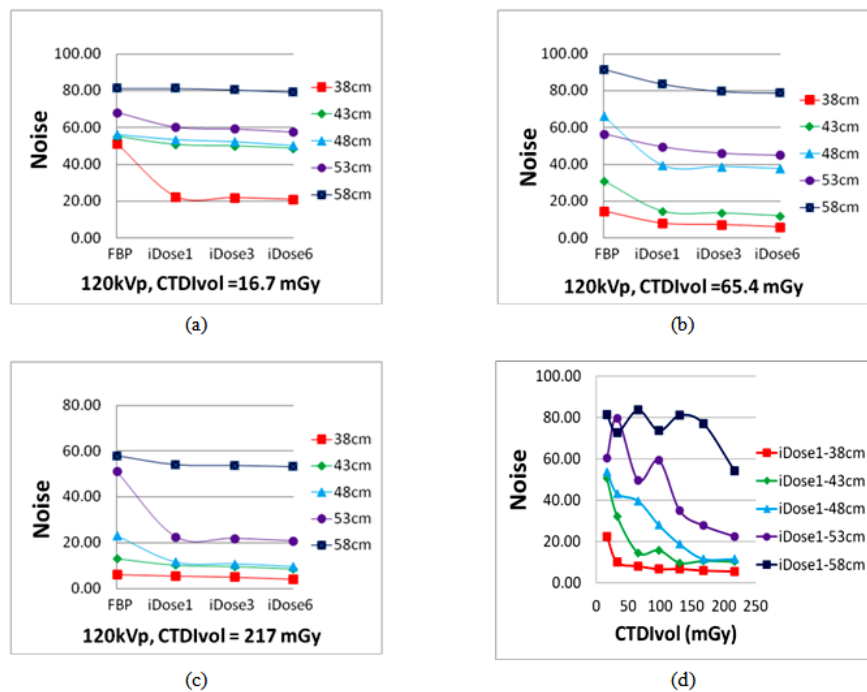 100.00
80.00
60.00
40.00
20.00
0.00
Noise
FBP iDose1 iDose3 iDose6
38cm
43cm
48cm
53cm
58cm
120kVp, CTDIvol =16.7 mGy
(a)
100.00
80.00
60.00
40.00
20.00
0.00
Noise
FBP iDose1 iDose3 iDose6
38cm
43cm
48cm
53cm
58cm
120kVp, CTDIvol =65.4 mGy
(b)
80.00
60.00
40.00
20.00
0.00
Noise
FBP iDose1 iDose3 iDose6
38cm
43cm
48cm
53cm
58cm
120kVp, CTDIvol = 217 mGy
(c)
100.00
80.00
60.00
40.00
20.00
0.00
Noise
0 50 100 150 200 250
iDose1-38cm
iDose1-43cm
iDose1-48cm
iDose1-53cm
iDose1-58cm
CTDIvol (mGy)
(d)